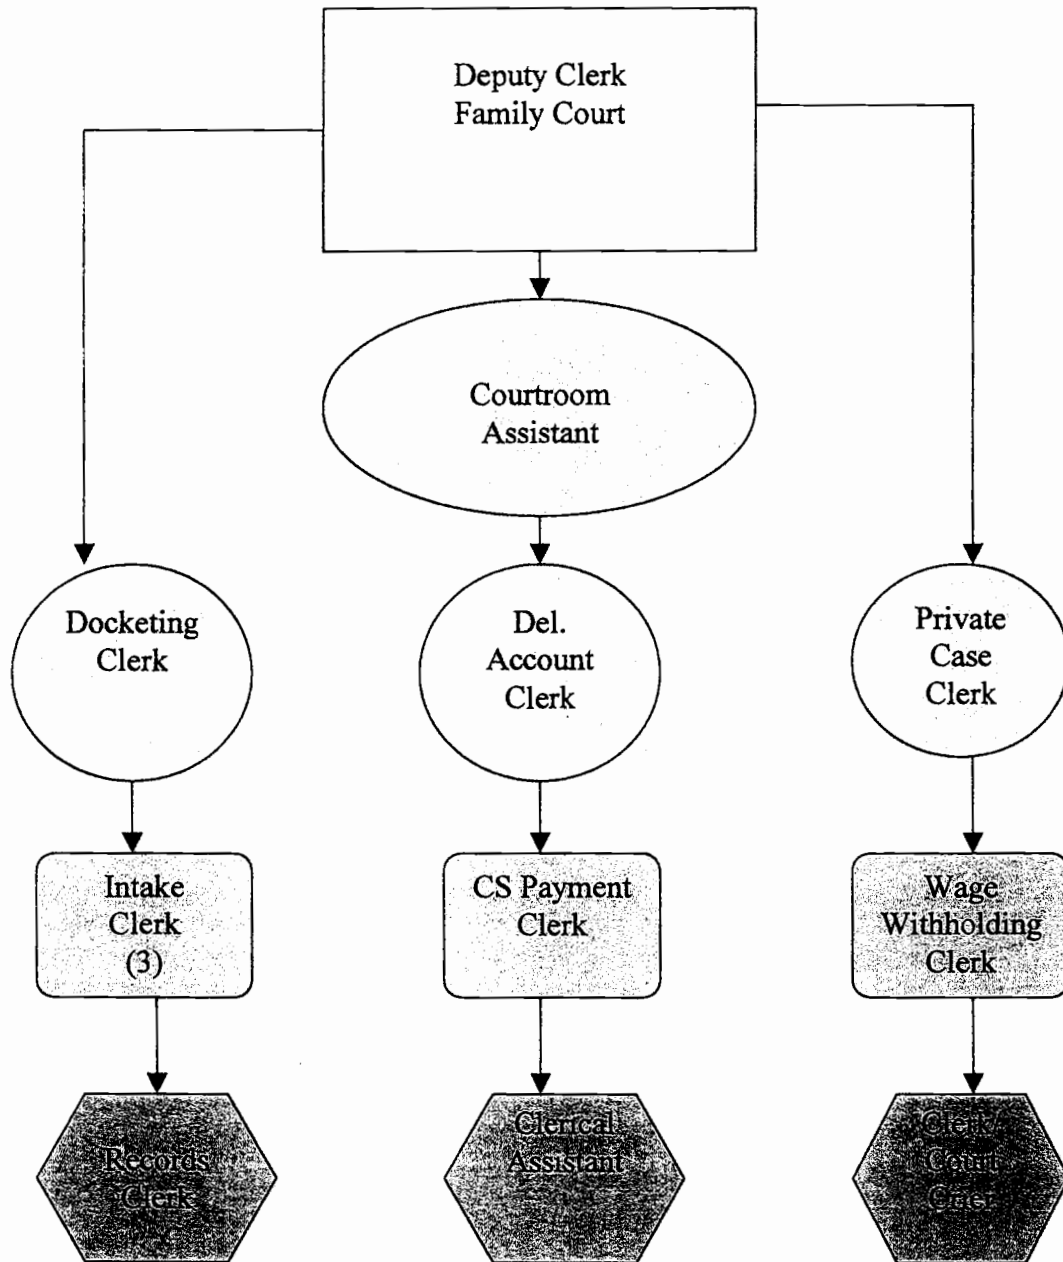 Deputy Clerk
Family Court
Courtroom
Assistant
Docketing
Clerk
Del.
Account
Clerk
Private
Case
Clerk
Intake
Clerk
(3)
CS Payment
Clerk
Wage
Withholding
Clerk
Records
Clerk
Clerical
Assistant
Clerk/
Court
Crier